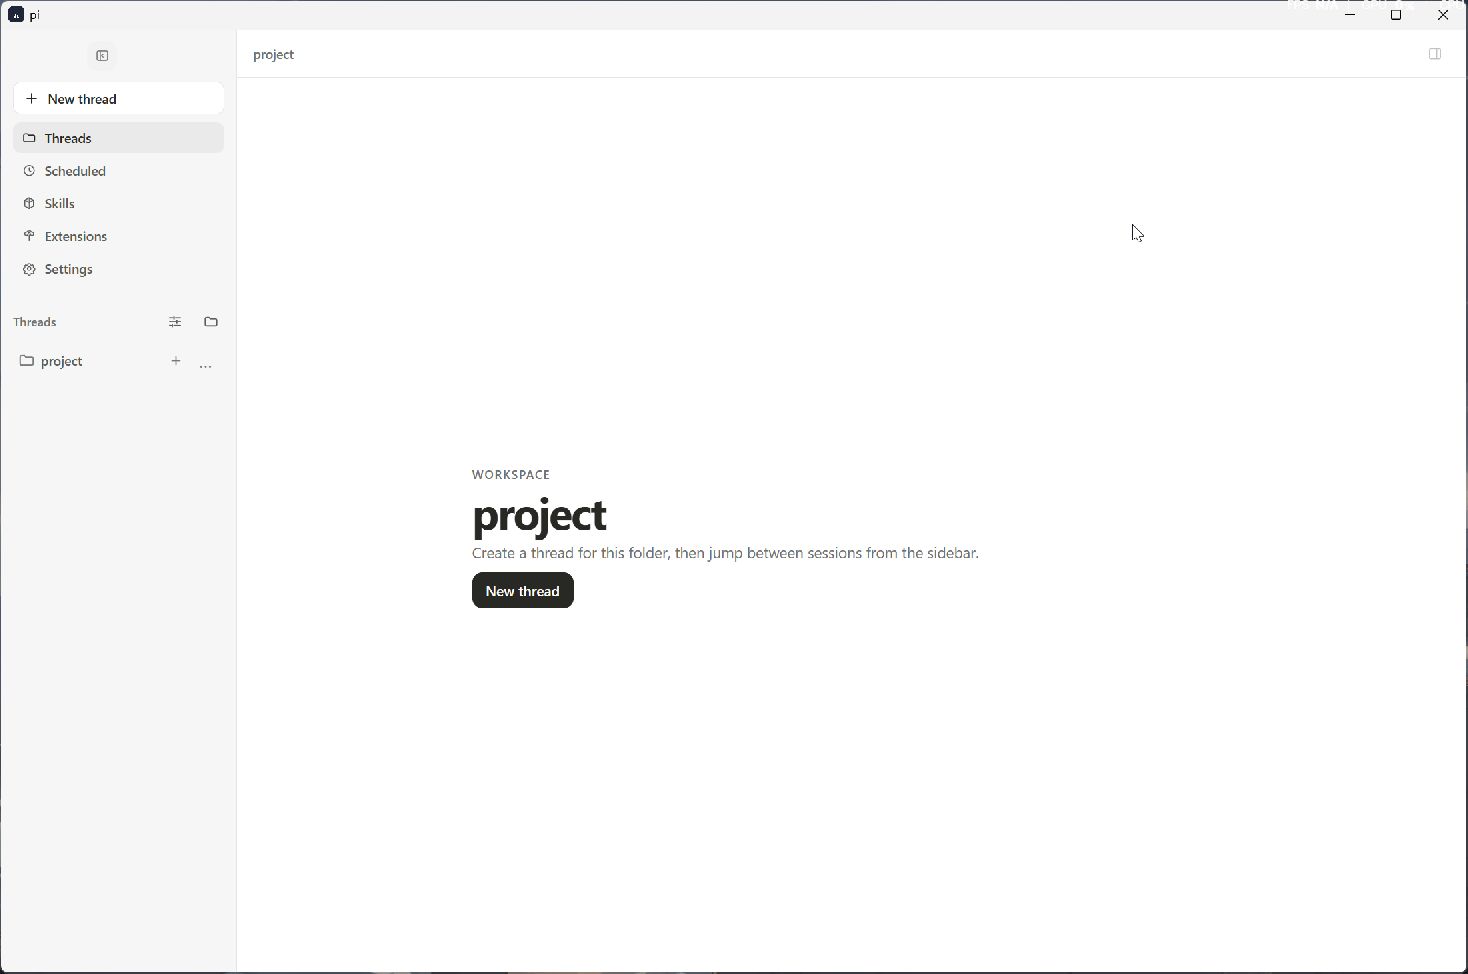 pi
project
New thread
Threads
Scheduled
Skills
Extensions
Settings
Threads
project
...
WORKSPACE
project
Create a thread for this folder, then jump between sessions from the sidebar.
New thread